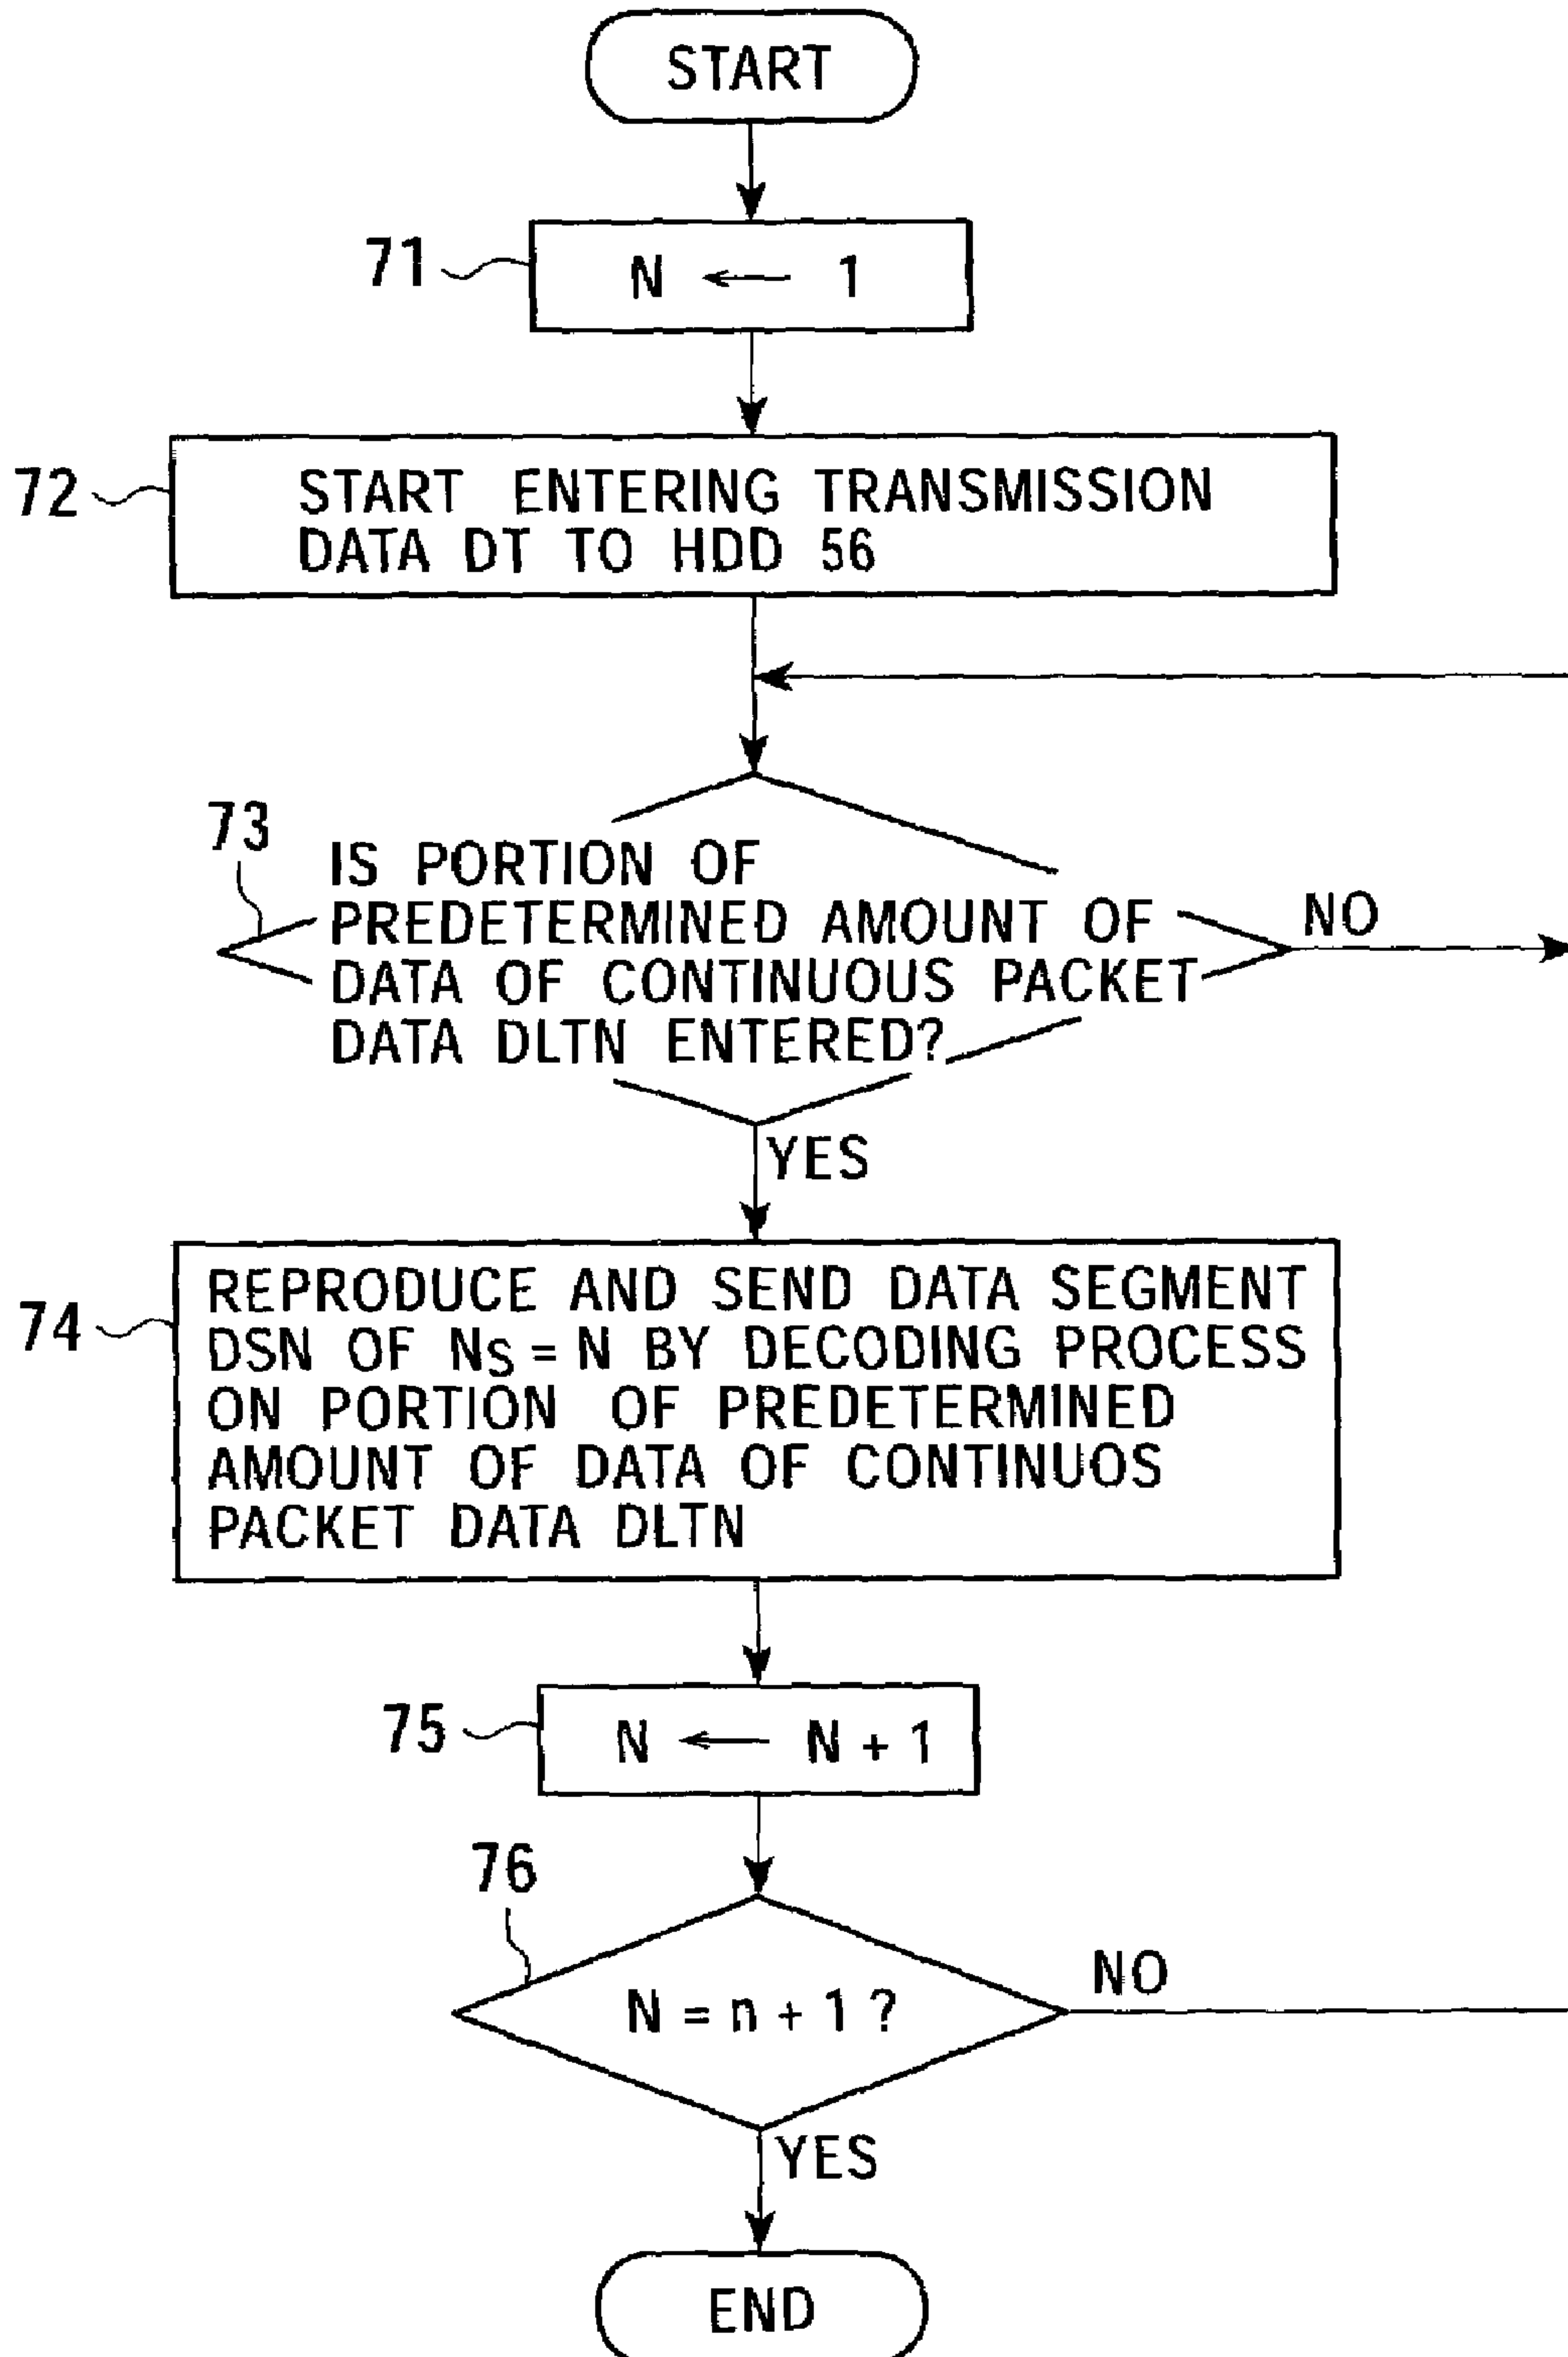 START
71
N ← 1
72
START ENTERING TRANSMISSION
DATA DT TO HDD 56
73
IS PORTION OF
PREDETERMINED AMOUNT OF
DATA OF CONTINUOUS PACKET
DATA DLTN ENTERED?
NO
YES
74
REPRODUCE AND SEND DATA SEGMENT
DSN OF NS = N BY DECODING PROCESS
ON PORTION OF PREDETERMINED
AMOUNT OF DATA OF CONTINUOS
PACKET DATA DLTN
75
N ← N + 1
76
N = n + 1 ?
NO
YES
END